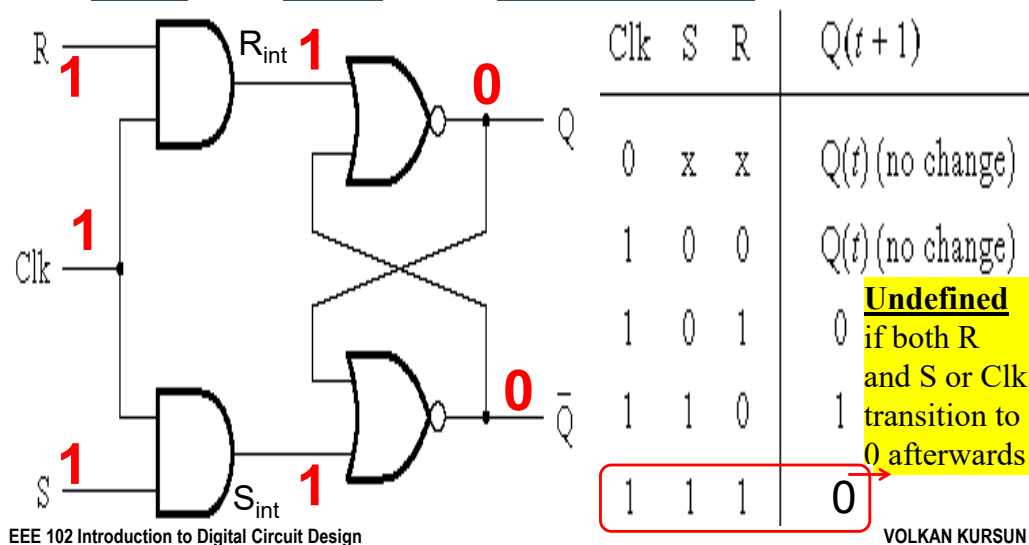 R 1 R_int 1 0 Q
Clk 1
S 1 S_int 1 0 Q̅
Clk S R Q(t + 1)
0 x x Q(t) (no change)
1 0 0 Q(t) (no change)
1 0 1 0
1 1 0 1
1 1 1 0
Undefined
if both R
and S or Clk
transition to
0 afterwards
EEE 102 Introduction to Digital Circuit Design
VOLKAN KURSUN